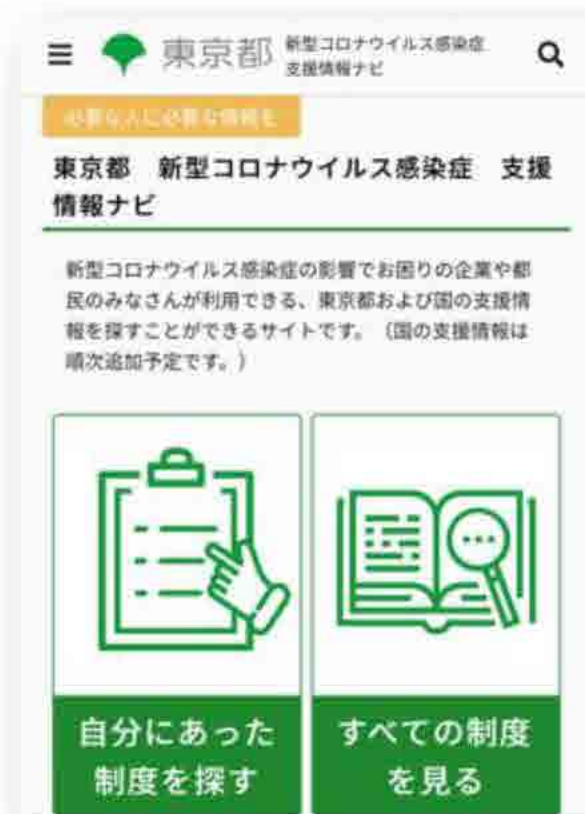 東京都 新型コロナウイルス感染症
支援情報ナビ
必要な人に必要な情報を
東京都 新型コロナウイルス感染症 支援
情報ナビ
新型コロナウイルス感染症の影響でお困りの企業や都
民のみなさんが利用できる、東京都および国の支援情
報を探すことができるサイトです。（国の支援情報は
順次追加予定です。）
自分にあった
制度を探す
すべての制度
を見る